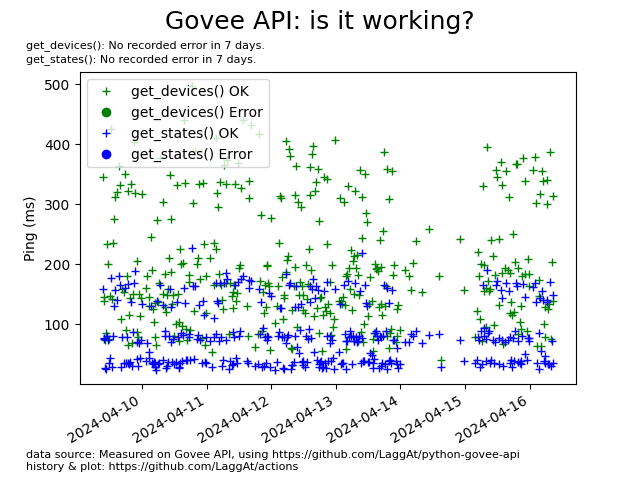 Govee API: is it working?
get_devices(): No recorded error in 7 days.
get_states(): No recorded error in 7 days.
get_devices() OK
get_devices() Error
get_states() OK
get_states() Error
Ping (ms)
500
400
300
200
100
2024-04-10
2024-04-11
2024-04-12
2024-04-13
2024-04-14
2024-04-15
2024-04-16
data source: Measured on Govee API, using https://github.com/LaggAt/python-govee-api
history & plot: https://github.com/LaggAt/actions